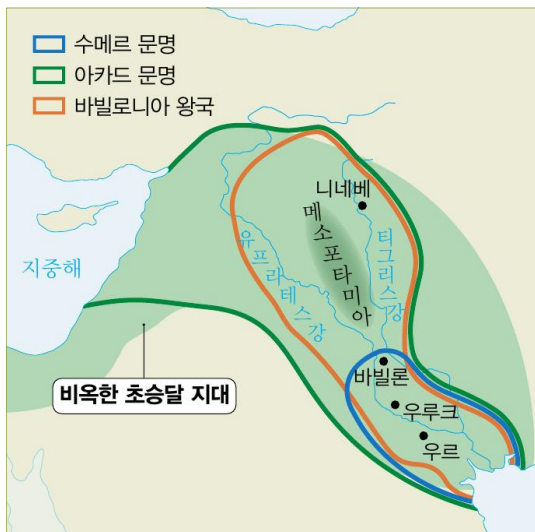 수메르 문명
아카드 문명
바빌로니아 왕국
니네베
메소포타미아
티그리스강
유프라테스강
지중해
바빌론
비옥한 초승달 지대
우루크
우르